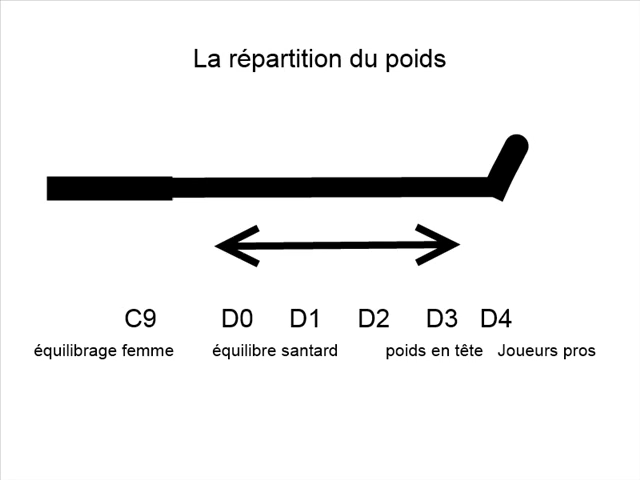 La répartition du poids
C9 D0 D1 D2 D3 D4
équilibrage femme équilibre santard poids en tête Joueurs pros